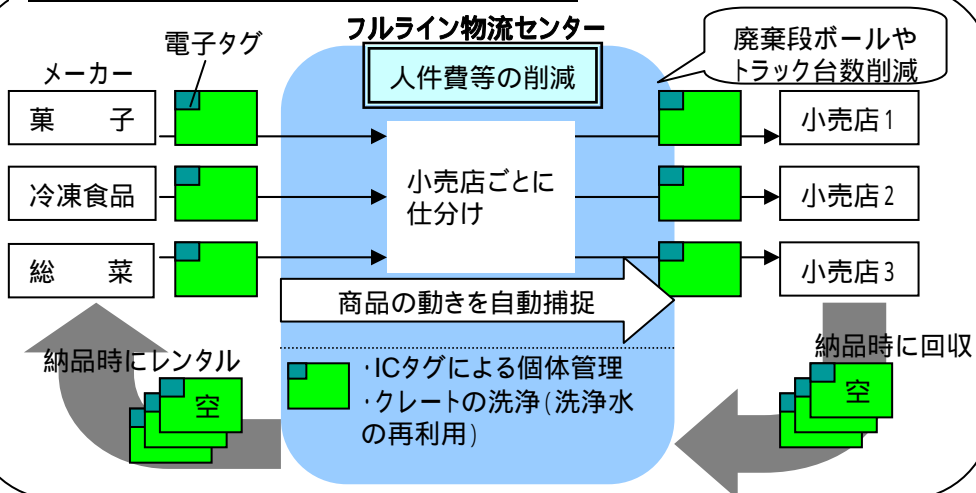 フルライン物流センター
電子タグ
メーカー
人件費等の削減
廃棄段ボールや
トラック台数削減
菓　子
小売店1
冷凍食品
小売店ごとに
仕分け
小売店2
総　菜
小売店3
商品の動きを自動捕捉
納品時にレンタル
空
・ICタグによる個体管理
・クレートの洗浄(洗浄水
の再利用)
納品時に回収
空